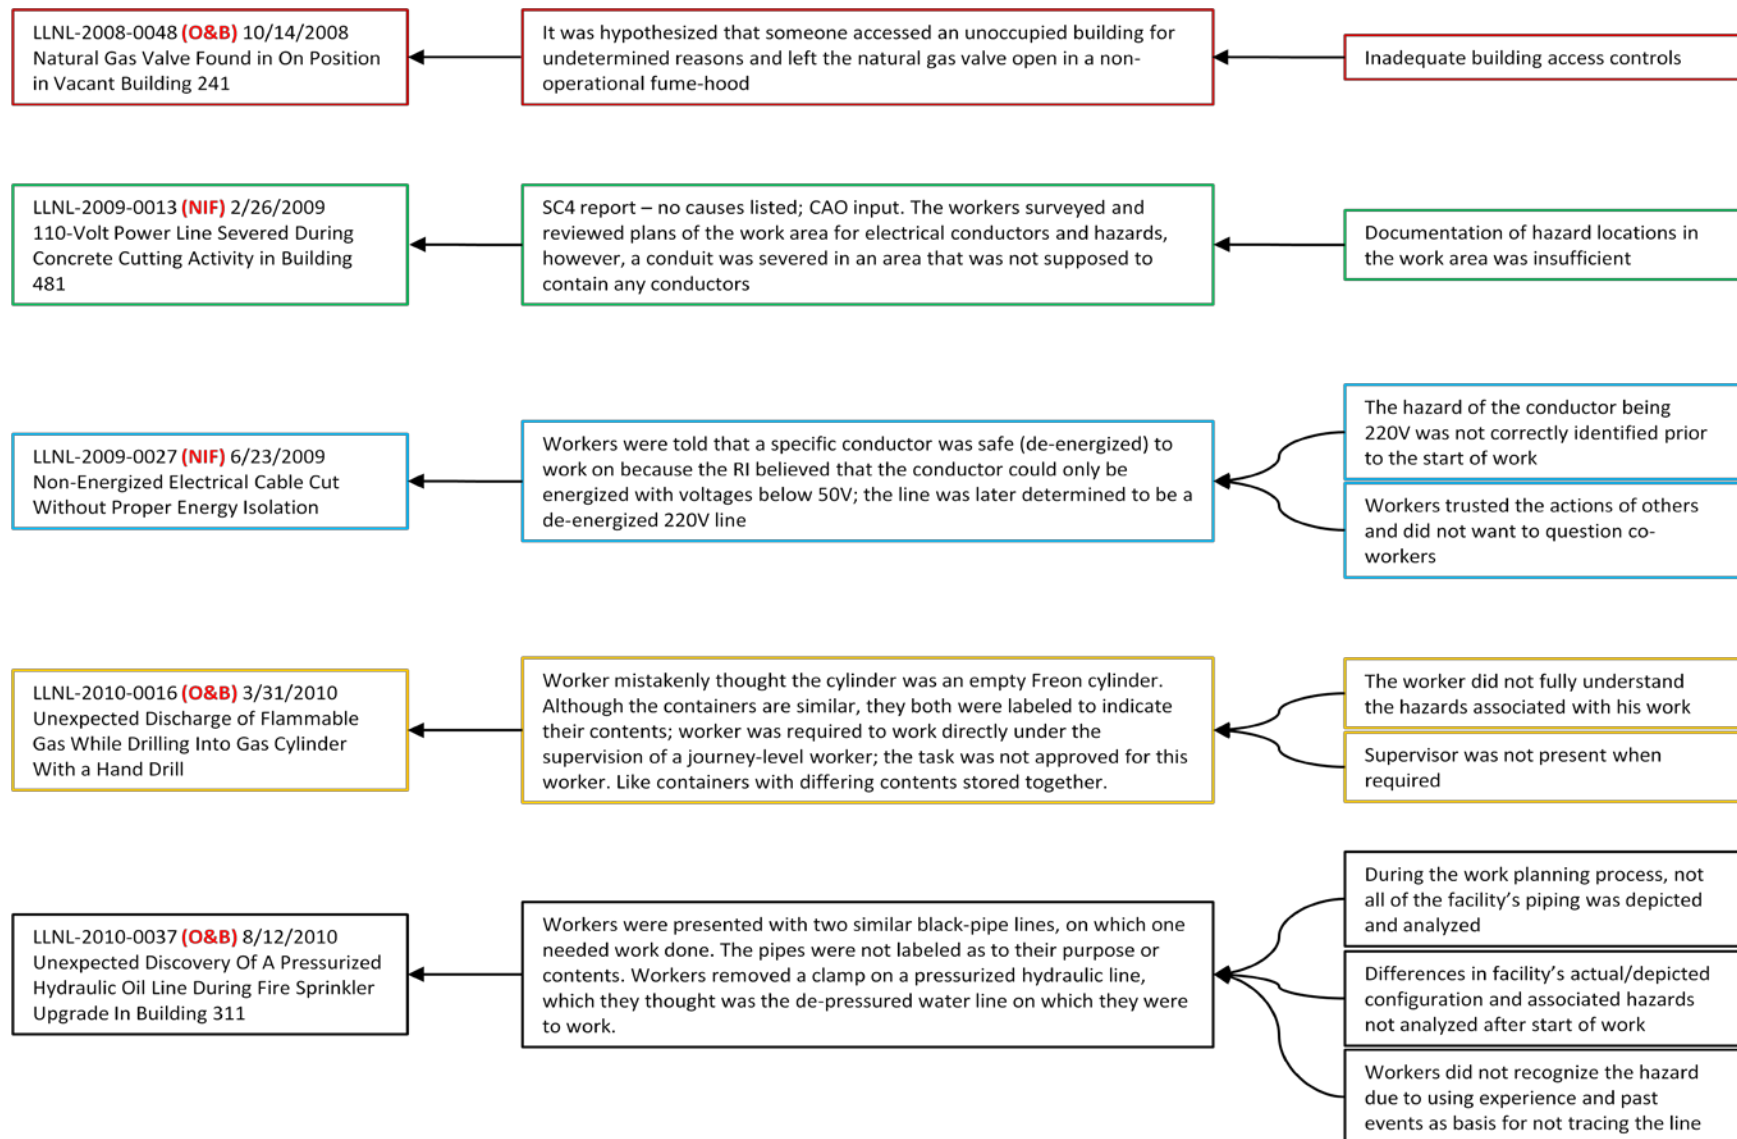 LLNL-2008-0048 (O&B) 10/14/2008
Natural Gas Valve Found in On Position
in Vacant Building 241
It was hypothesized that someone accessed an unoccupied building for
undetermined reasons and left the natural gas valve open in a non-
operational fume-hood
Inadequate building access controls
LLNL-2009-0013 (NIF) 2/26/2009
110-Volt Power Line Severed During
Concrete Cutting Activity in Building
481
SC4 report – no causes listed; CAO input. The workers surveyed and
reviewed plans of the work area for electrical conductors and hazards,
however, a conduit was severed in an area that was not supposed to
contain any conductors
Documentation of hazard locations in
the work area was insufficient
LLNL-2009-0027 (NIF) 6/23/2009
Non-Energized Electrical Cable Cut
Without Proper Energy Isolation
Workers were told that a specific conductor was safe (de-energized) to
work on because the RI believed that the conductor could only be
energized with voltages below 50V; the line was later determined to be a
de-energized 220V line
The hazard of the conductor being
220V was not correctly identified prior
to the start of work
Workers trusted the actions of others
and did not want to question co-
workers
LLNL-2010-0016 (O&B) 3/31/2010
Unexpected Discharge of Flammable
Gas While Drilling Into Gas Cylinder
With a Hand Drill
Worker mistakenly thought the cylinder was an empty Freon cylinder.
Although the containers are similar, they both were labeled to indicate
their contents; worker was required to work directly under the
supervision of a journey-level worker; the task was not approved for this
worker. Like containers with differing contents stored together.
The worker did not fully understand
the hazards associated with his work
Supervisor was not present when
required
LLNL-2010-0037 (O&B) 8/12/2010
Unexpected Discovery Of A Pressurized
Hydraulic Oil Line During Fire Sprinkler
Upgrade In Building 311
Workers were presented with two similar black-pipe lines, on which one
needed work done. The pipes were not labeled as to their purpose or
contents. Workers removed a clamp on a pressurized hydraulic line,
which they thought was the de-pressured water line on which they were
to work.
During the work planning process, not
all of the facility's piping was depicted
and analyzed
Differences in facility's actual/depicted
configuration and associated hazards
not analyzed after start of work
Workers did not recognize the hazard
due to using experience and past
events as basis for not tracing the line